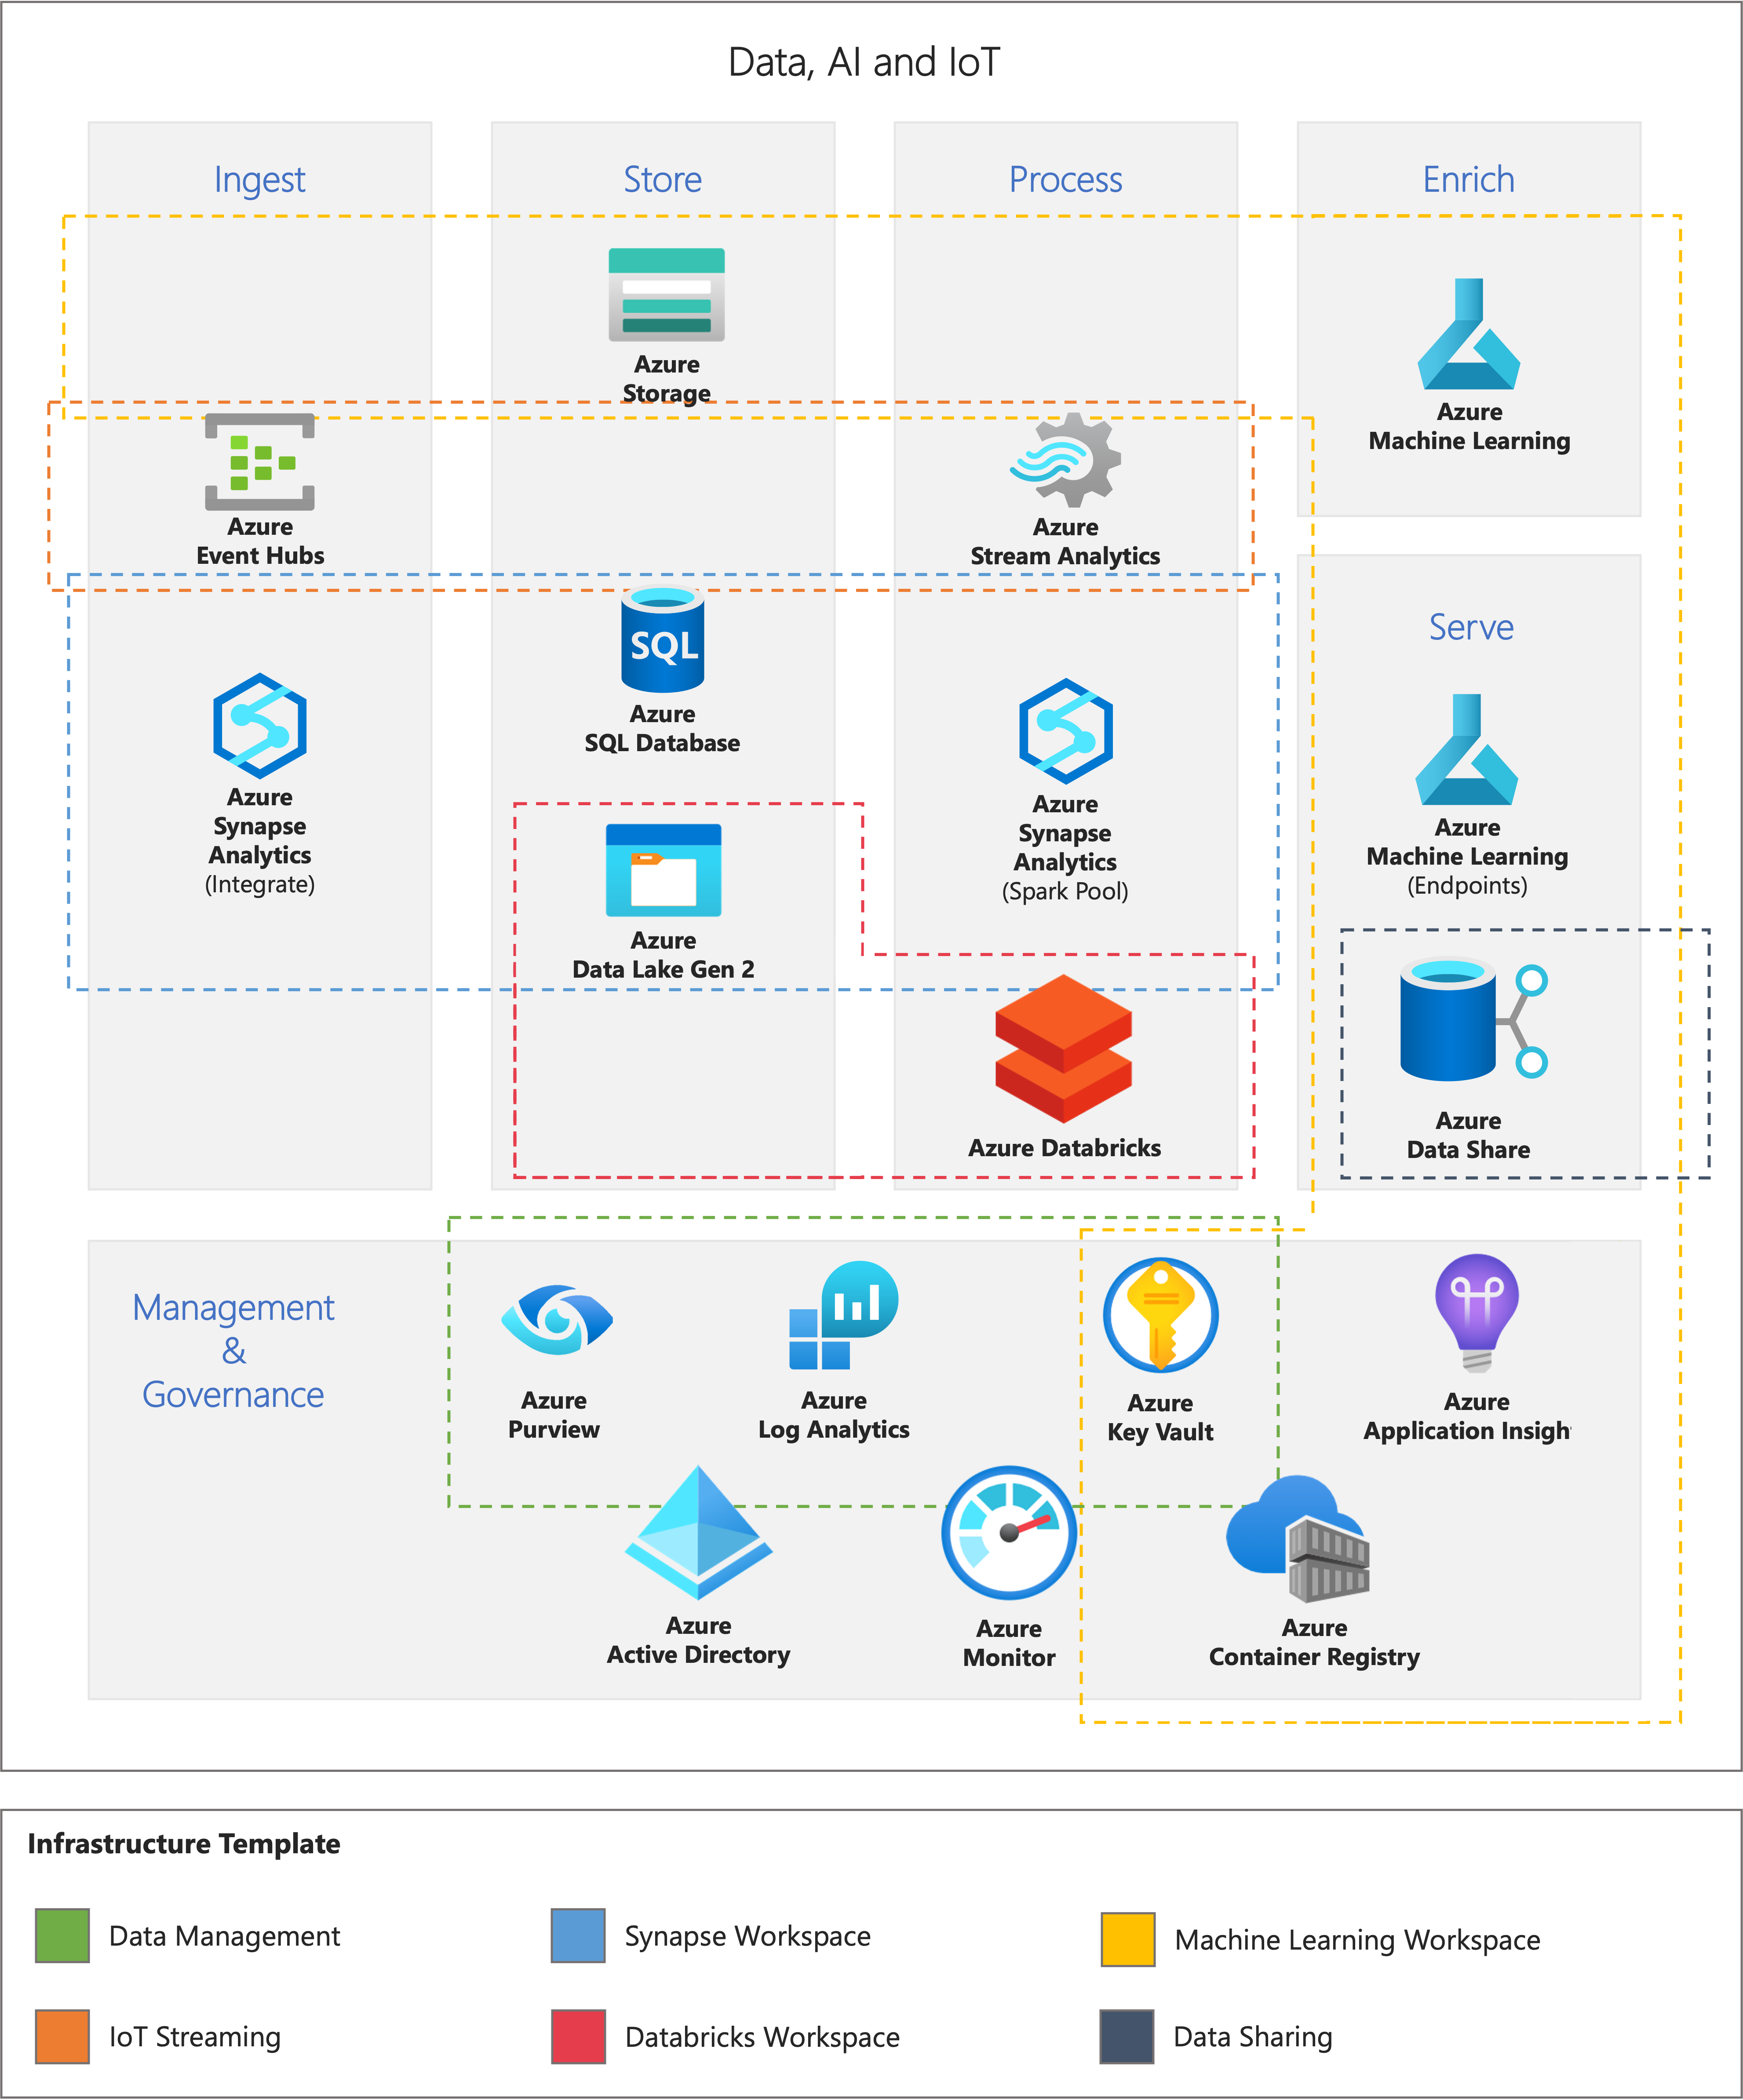 Data, AI and IoT
Ingest
Store
Process
Enrich
Azure
Storage
Azure
Machine Learning
Azure
Event Hubs
Azure
Stream Analytics
Serve
SQL
Azure
SQL Database
Azure
Synapse
Analytics
(Integrate)
Azure
Synapse
Analytics
(Spark Pool)
Azure
Machine Learning
(Endpoints)
Azure
Data Lake Gen 2
Azure Databricks
Azure
Data Share
Management
&
Governance
Azure
Purview
Azure
Log Analytics
Azure
Key Vault
Azure
Application Insigh
Azure
Active Directory
Azure
Monitor
Azure
Container Registry
Infrastructure Template
Data Management
Synapse Workspace
Machine Learning Workspace
IoT Streaming
Databricks Workspace
Data Sharing